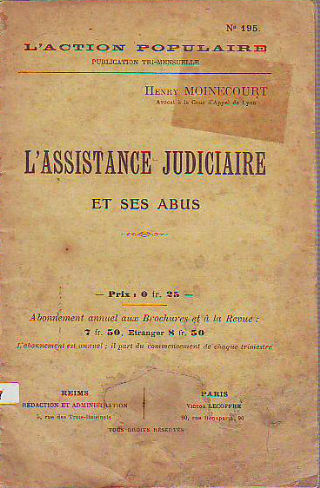 Nº 195.
L'ACTION POPULAIRE
PUBLICATION TRI-MENSUELLE
HENRY MOINECOURT
Avocat à la Cour d'Appel de Lyon
L'ASSISTANCE JUDICIAIRE
ET SES ABUS
— Prix : 0 fr. 25 —
Abonnement annuel aux Brochures et à la Revue :
7 fr. 50, Etranger 8 fr. 50
L'abonnement est annuel ; il part du commencement de chaque trimestre
REIMS
RÉDACTION ET ADMINISTRATION
5, rue des Trois-Raisinets
PARIS
VICTOR LECOFFRE
90, rue Bonaparte, 90
TOUS DROITS RÉSERVÉS